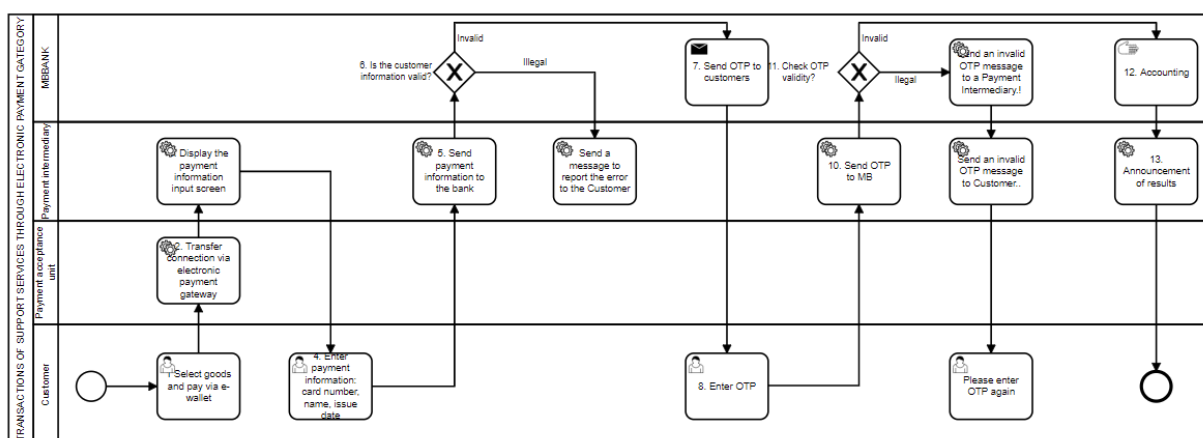 TRANSACTIONS OF SUPPORT SERVICES THROUGH ELECTRONIC PAYMENT GATEGORY
MBBANK
6. Is the customer
information valid?
Invalid
Illegal
7. Send OTP to
customers
11. Check OTP
validity?
Invalid
Ilegal
Send an invalid
OTP message
to a Payment
Intermediary.!
12. Accounting
Payment intermediary
Display the
payment
information
input screen
5. Send
payment
information to
the bank
Send a
message to
report the error
to the Customer
10. Send OTP
to MB
Send an invalid
OTP message
to Customer..
13.
Announcement
of results
Payment acceptance
unit
2. Transfer
connection via
electronic
payment
gateway
Customer
Select goods
and pay via e-
wallet
4. Enter
payment
information:
card number,
name, issue
date
8. Enter OTP
Please enter
OTP again